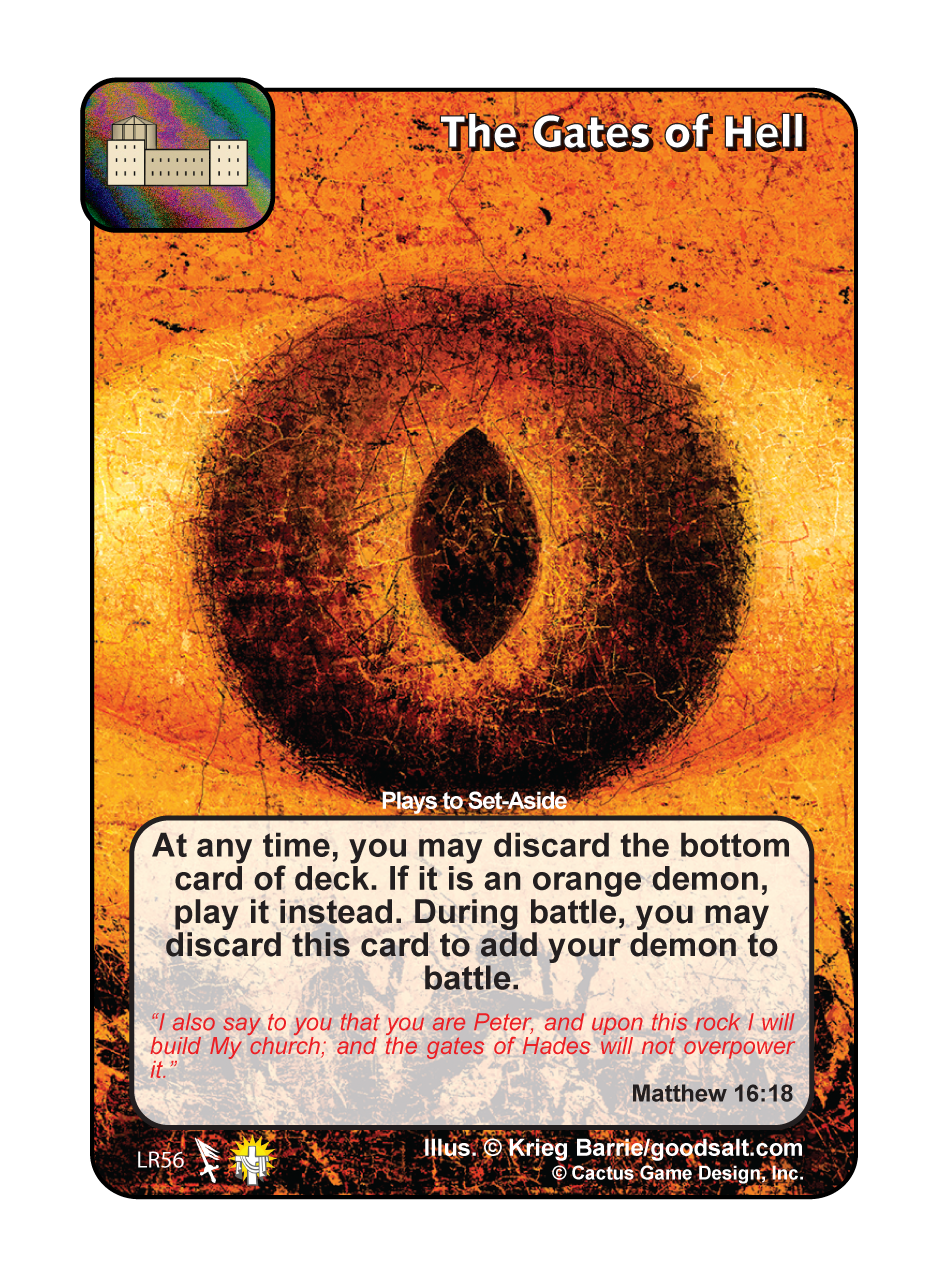 The Gates of Hell
Plays to Set-Aside
At any time, you may discard the bottom
card of deck. If it is an orange demon,
play it instead. During battle, you may
discard this card to add your demon to
battle.
“I also say to you that you are Peter, and upon this rock I will
build My church; and the gates of Hades will not overpower
it.”
Matthew 16:18
LR56
Illus. © Krieg Barrie/goodsalt.com
© Cactus Game Design, Inc.